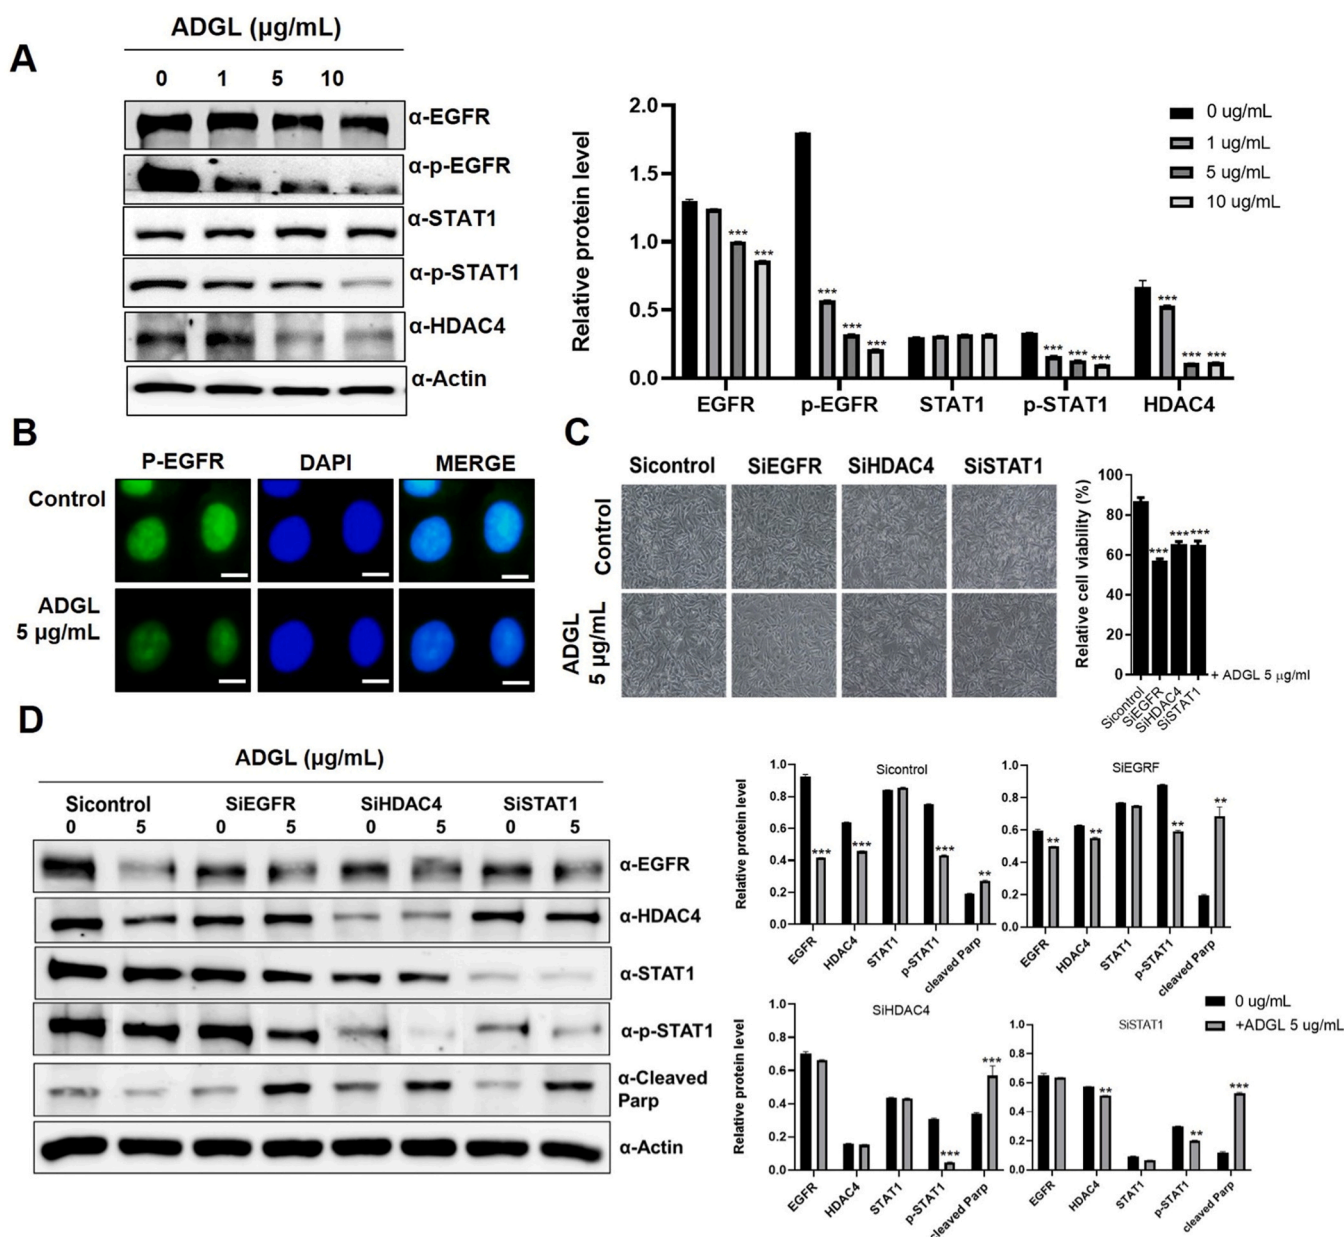 A
ADGL (µg/mL)
0 1 5 10
α-EGFR
α-p-EGFR
α-STAT1
α-p-STAT1
α-HDAC4
α-Actin
Relative protein level
2.0
1.5
1.0
0.5
0.0
0 ug/mL
1 ug/mL
5 ug/mL
10 ug/mL
*** *** *** *** *** *** *** *** *** *** ***
EGFR p-EGFR STAT1 p-STAT1 HDAC4
B
P-EGFR DAPI MERGE
Control
ADGL
5 µg/mL
C
Sicontrol SiEGFR SiHDAC4 SiSTAT1
Control
ADGL
5 µg/mL
Relative cell viability (%)
100
80
60
40
20
0
*** *** ***
Sicontrol
SiEGFR
SiHDAC4
SiSTAT1
+ ADGL 5 µg/ml
D
ADGL (µg/mL)
Sicontrol SiEGFR SiHDAC4 SiSTAT1
0 5 0 5 0 5 0 5
α-EGFR
α-HDAC4
α-STAT1
α-p-STAT1
α-Cleaved
Parp
α-Actin
Sicontrol
Relative protein level
1.0
0.8
0.6
0.4
0.2
0.0
*** *** *** **
EGFR
HDAC4
STAT1
p-STAT1
cleaved Parp
SiEGRF
1.0
0.8
0.6
0.4
0.2
0.0
** ** ** **
EGFR
HDAC4
STAT1
p-STAT1
cleaved Parp
0 ug/mL
+ADGL 5 ug/mL
SiHDAC4
Relative protein level
1.0
0.8
0.6
0.4
0.2
0.0
*** ***
EGFR
HDAC4
STAT1
p-STAT1
cleaved Parp
SiSTAT1
1.0
0.8
0.6
0.4
0.2
0.0
** ** ***
EGFR
HDAC4
STAT1
p-STAT1
cleaved Parp